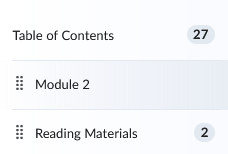 Table of Contents 27
Module 2
Reading Materials 2